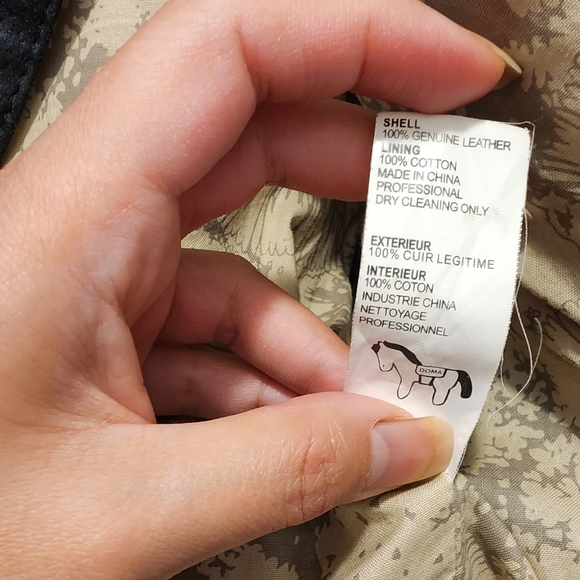 SHELL
100% GENUINE LEATHER
LINING
100% COTTON
MADE IN CHINA
PROFESSIONAL
DRY CLEANING ONLY
EXTERIEUR
100% CUIR LEGITIME
INTERIEUR
100% COTON
INDUSTRIE CHINA
NETTOYAGE
PROFESSIONNEL
DOMA